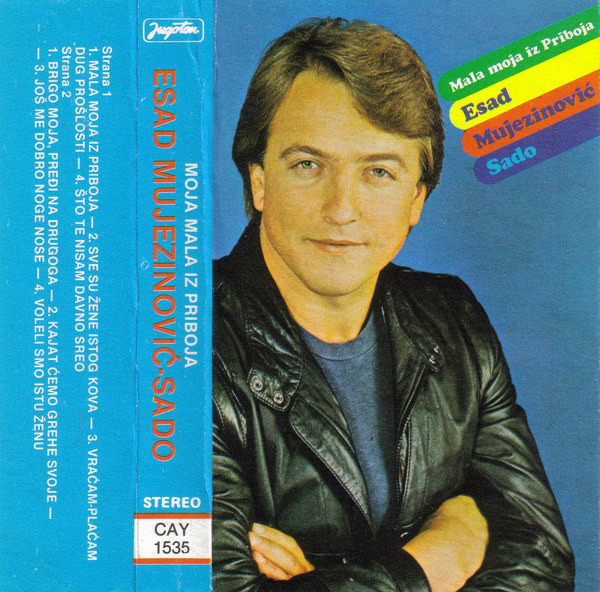 Strana 1
1. MALA MOJA IZ PRIBOJA — 2. SVE SU ŽENE ISTOG KOVA — 3. VRAĆAM-PLAĆAM
DUG PROSLOSTI — 4. ŠTO TE NISAM DAVNO SREO
Strana 2
1. BRIGO MOJA, PREĐI NA DRUGOGA — 2. KAJAT ĆEMO GREHE SVOJE —
— 3. JOŠ ME DOBRO NOGE NOSE — 4. VOLELI SMO ISTU ŽENU
Jugoton
MOJA MALA IZ PRIBOJA
ESAD MUJEZINOVIĆ-SADO
STEREO
CAY
1535
Mala moja iz Priboja
Esad
Mujezinović
Sado